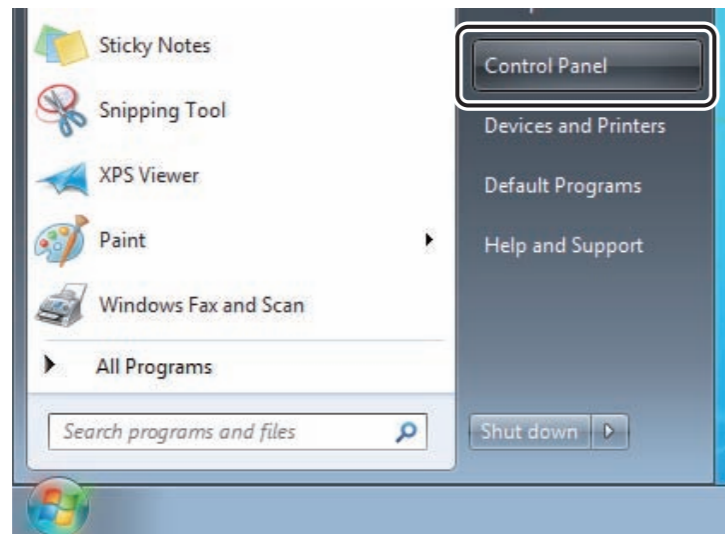 Sticky Notes
Snipping Tool
XPS Viewer
Paint
Windows Fax and Scan
All Programs
Search programs and files
Control Panel
Devices and Printers
Default Programs
Help and Support
Shut down